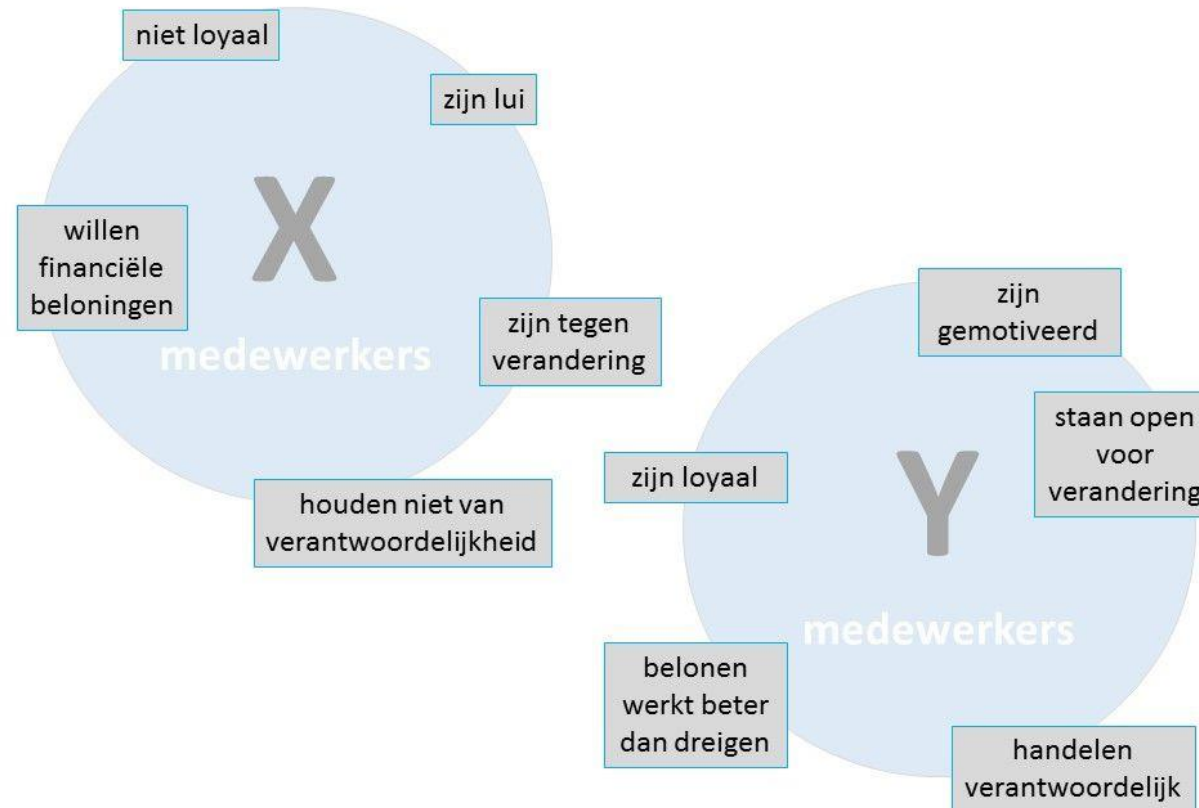 niet loyaal
zijn lui
X
willen
financiële
beloningen
zijn tegen
verandering
medewerkers
houden niet van
verantwoordelijkheid
zijn
gemotiveerd
staan open
voor
verandering
zijn loyaal
Y
medewerkers
belonen
werkt beter
dan dreigen
handelen
verantwoordelijk